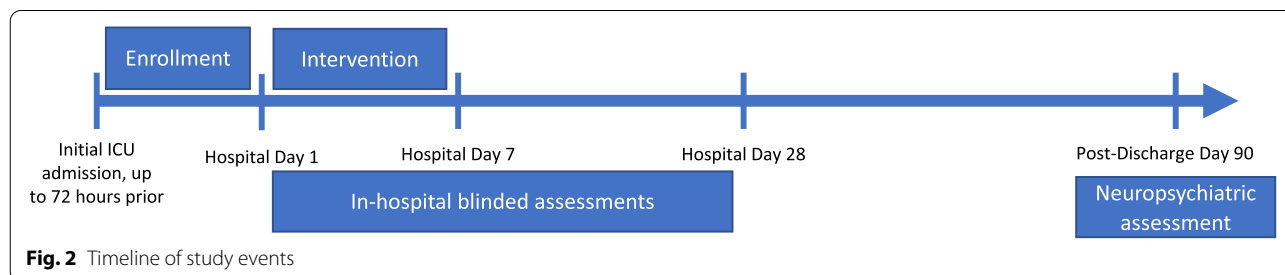 Enrollment
Intervention
Initial ICU
admission, up
to 72 hours prior
Hospital Day 1
Hospital Day 7
Hospital Day 28
Post-Discharge Day 90
In-hospital blinded assessments
Neuropsychiatric
assessment
Fig. 2 Timeline of study events